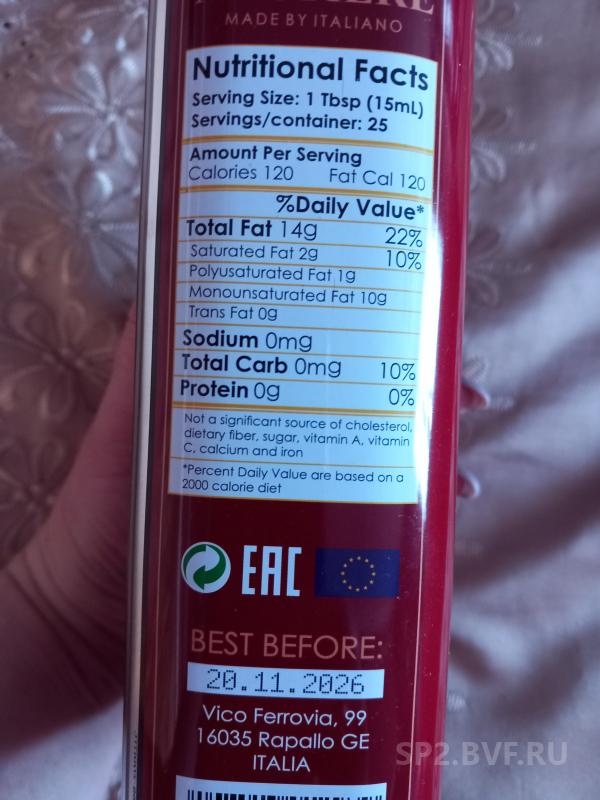 MADE BY ITALIANO
Nutritional Facts
Serving Size: 1 Tbsp (15mL)
Servings/container: 25
Amount Per Serving
Calories 120 Fat Cal 120
%Daily Value*
Total Fat 14g 22%
Saturated Fat 2g 10%
Polyusaturated Fat 1g
Monounsaturated Fat 10g
Trans Fat 0g
Sodium 0mg
Total Carb 0mg 10%
Protein 0g 0%
Not a significant source of cholesterol,
dietary fiber, sugar, vitamin A, vitamin
C, calcium and iron
*Percent Daily Value are based on a
2000 calorie diet
EAC
BEST BEFORE:
20.11.2026
Vico Ferrovia, 99
16035 Rapallo GE
ITALIA
SP2.BVF.RU